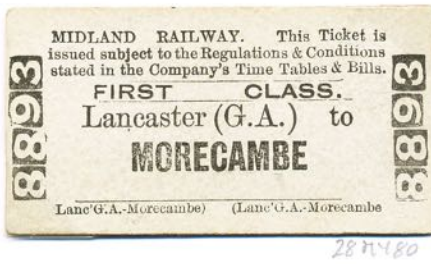 MIDLAND RAILWAY. This Ticket is
issued subject to the Regulations & Conditions
stated in the Company's Time Tables & Bills.
FIRST CLASS.
Lancaster (G.A.) to
MORECAMBE
Lanc'G.A.-Morecambe) (Lanc'G.A.-Morecambe
8893
8893